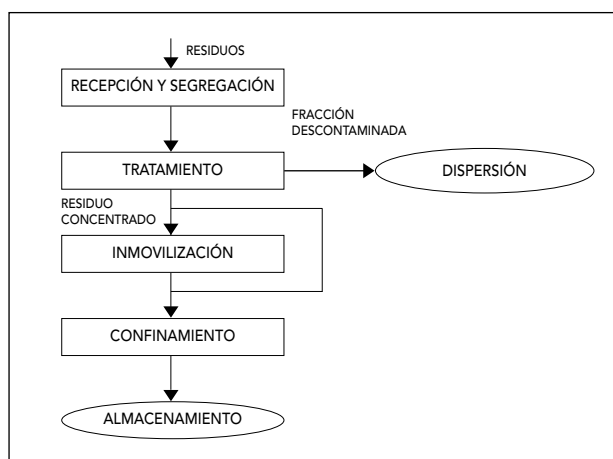 RESIDUOS
RECEPCIÓN Y SEGREGACIÓN
FRACCIÓN
DESCONTAMINADA
TRATAMIENTO
DISPERSIÓN
RESIDUO
CONCENTRADO
INMOVILIZACIÓN
CONFINAMIENTO
ALMACENAMIENTO